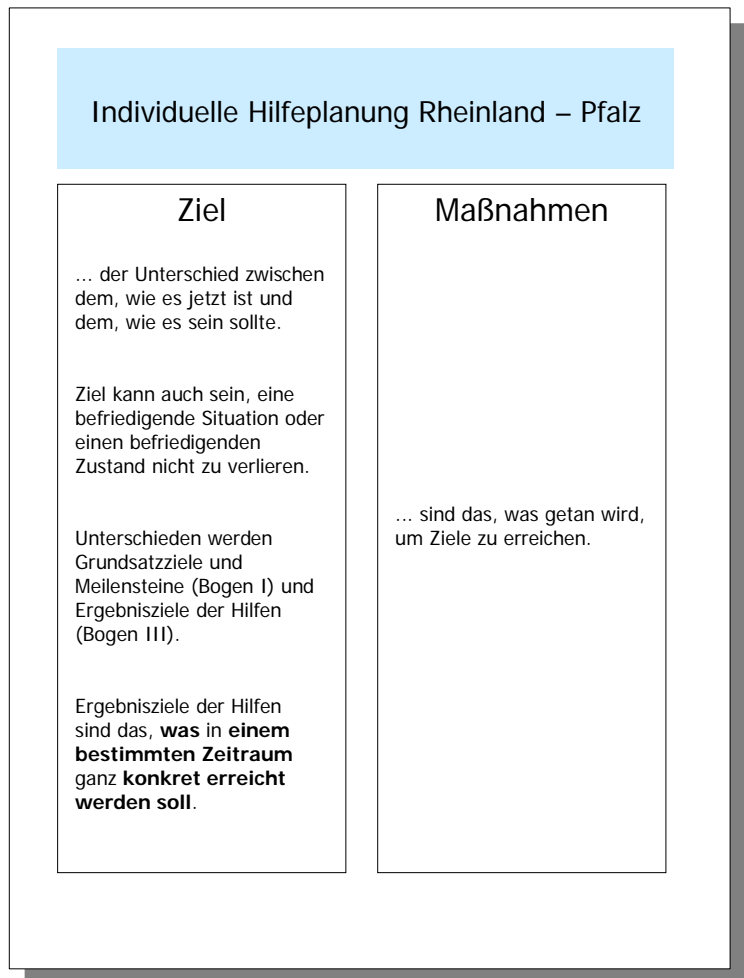 Individuelle Hilfeplanung Rheinland – Pfalz
Ziel
... der Unterschied zwischen
dem, wie es jetzt ist und
dem, wie es sein sollte.
Ziel kann auch sein, eine
befriedigende Situation oder
einen befriedigenden
Zustand nicht zu verlieren.
Unterschieden werden
Grundsatzziele und
Meilensteine (Bogen I) und
Ergebnisziele der Hilfen
(Bogen III).
Ergebnisziele der Hilfen
sind das, was in einem
bestimmten Zeitraum
ganz konkret erreicht
werden soll.
Maßnahmen
... sind das, was getan wird,
um Ziele zu erreichen.